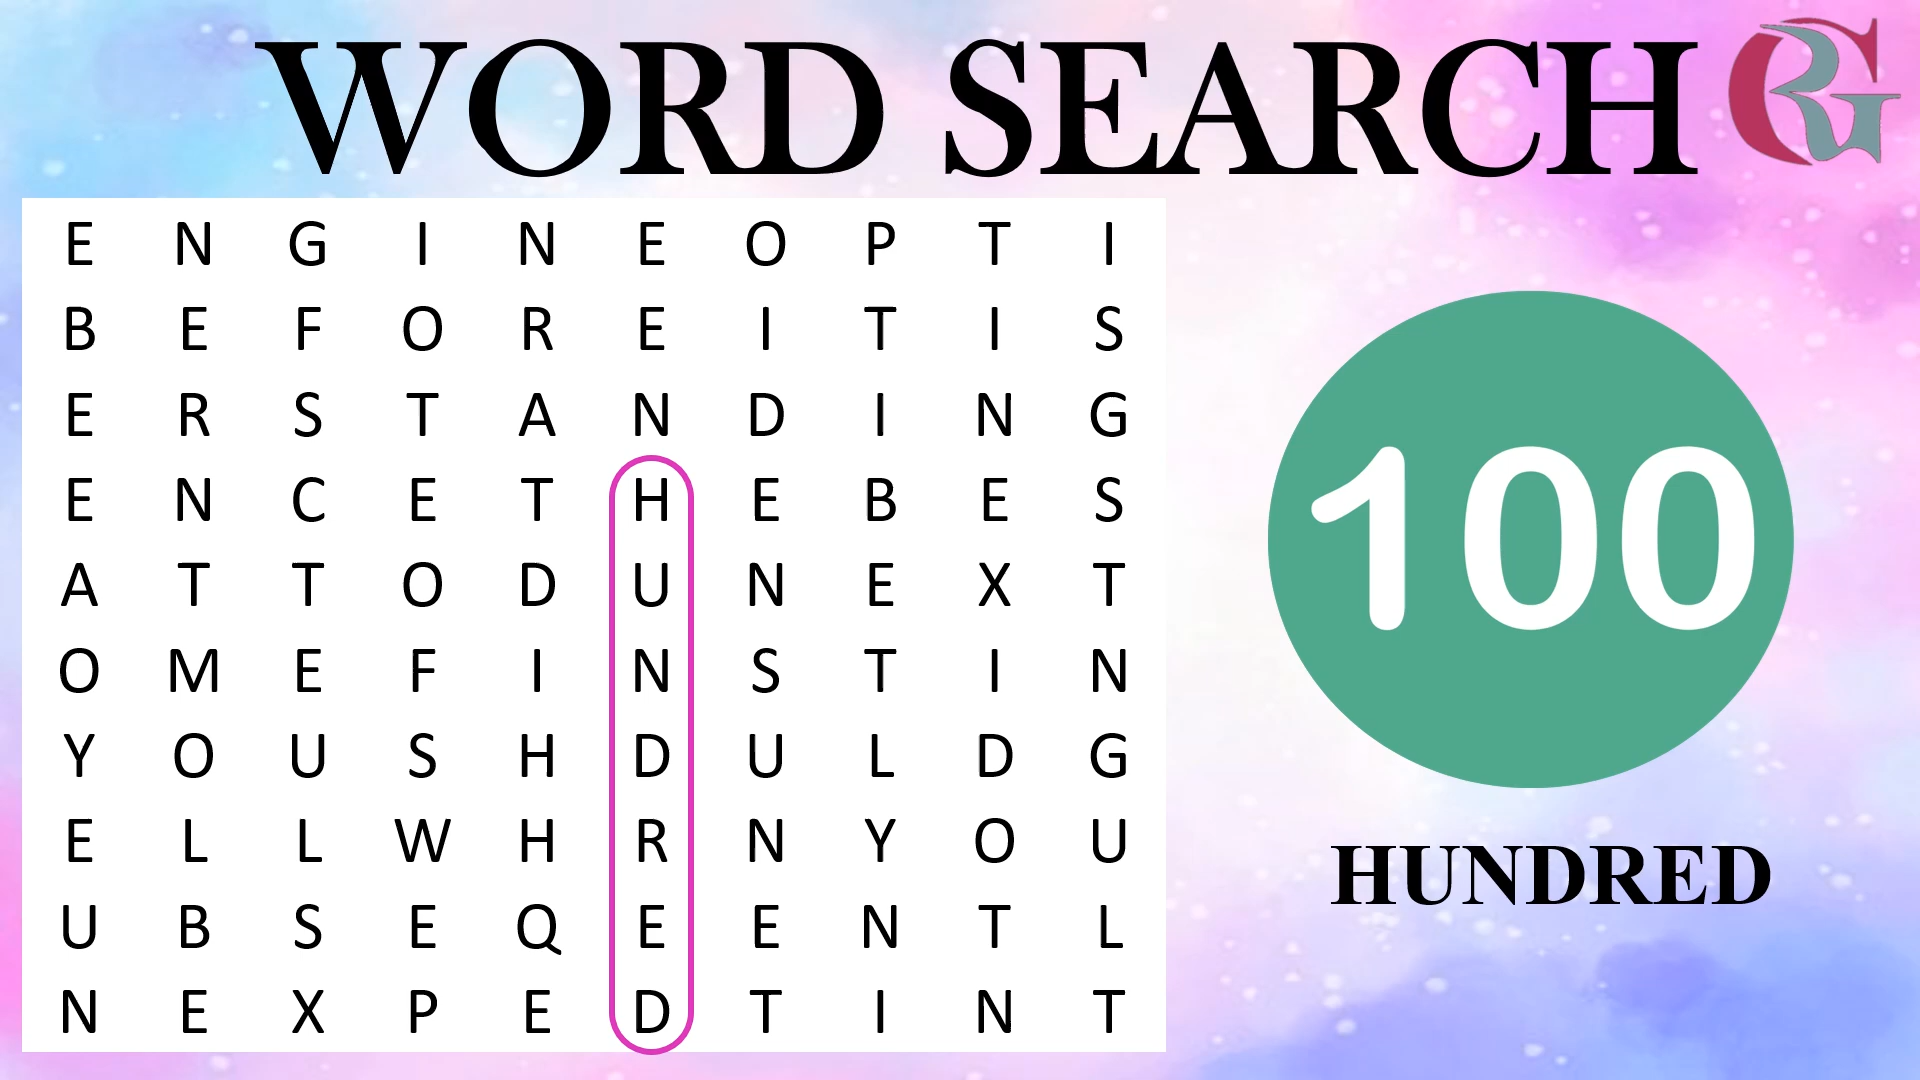 WORD SEARCH
E N G I N E O P T I
B E F O R E I T I S
E R S T A N D I N G
E N C E T H E B E S
A T T O D U N E X T
O M E F I N S T I N
Y O U S H D U L D G
E L L W H R N Y O U
U B S E Q E E N T L
N E X P E D T I N T
100
HUNDRED